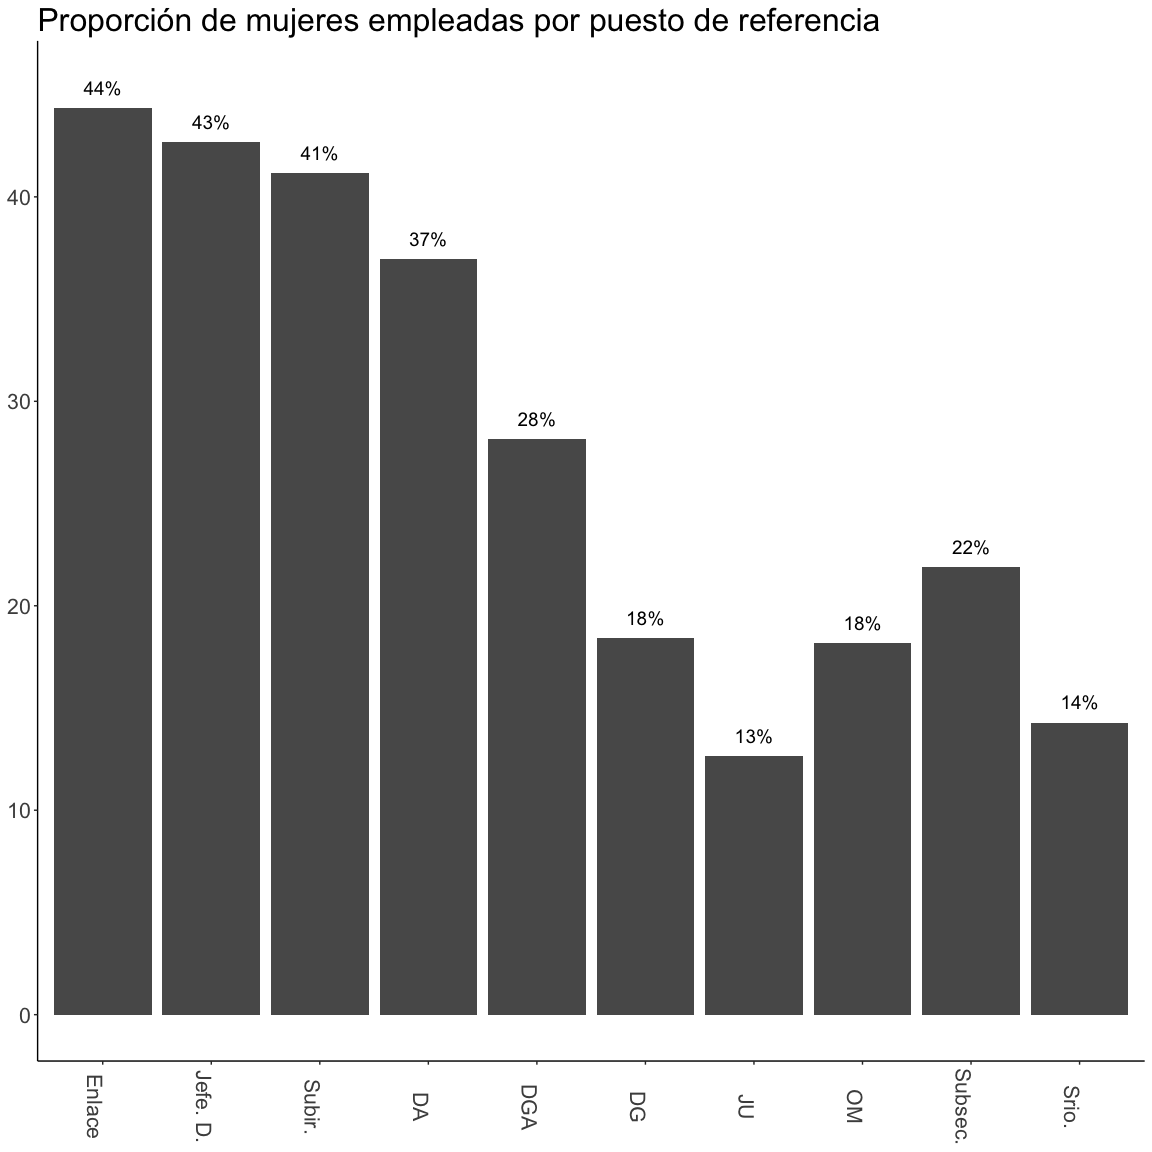 Proporción de mujeres empleadas por puesto de referencia
44%
43%
41%
37%
28%
18%
13%
18%
22%
14%
40
30
20
10
0
Enlace
Jefe. D.
Subir.
DA
DGA
DG
JU
OM
Subsec.
Srio.